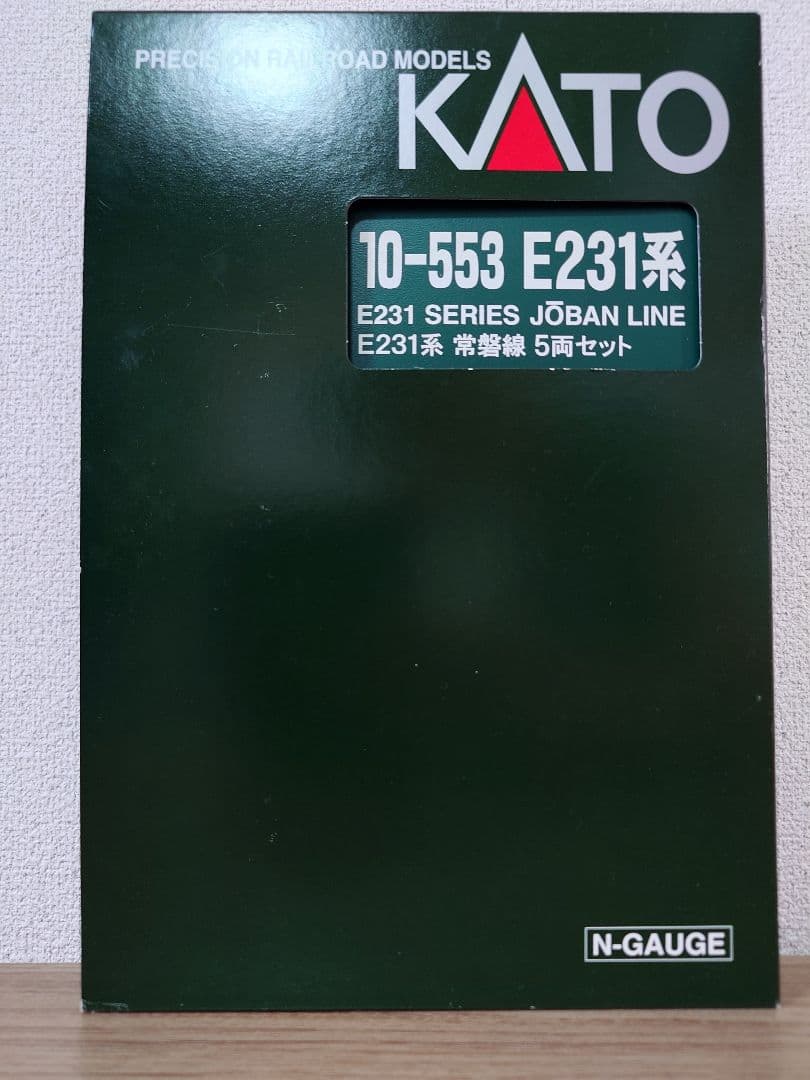 PRECISION RAILROAD MODELS
KATO
10-553 E231系
E231 SERIES JŌBAN LINE
E231系 常磐線 5両セット
N-GAUGE